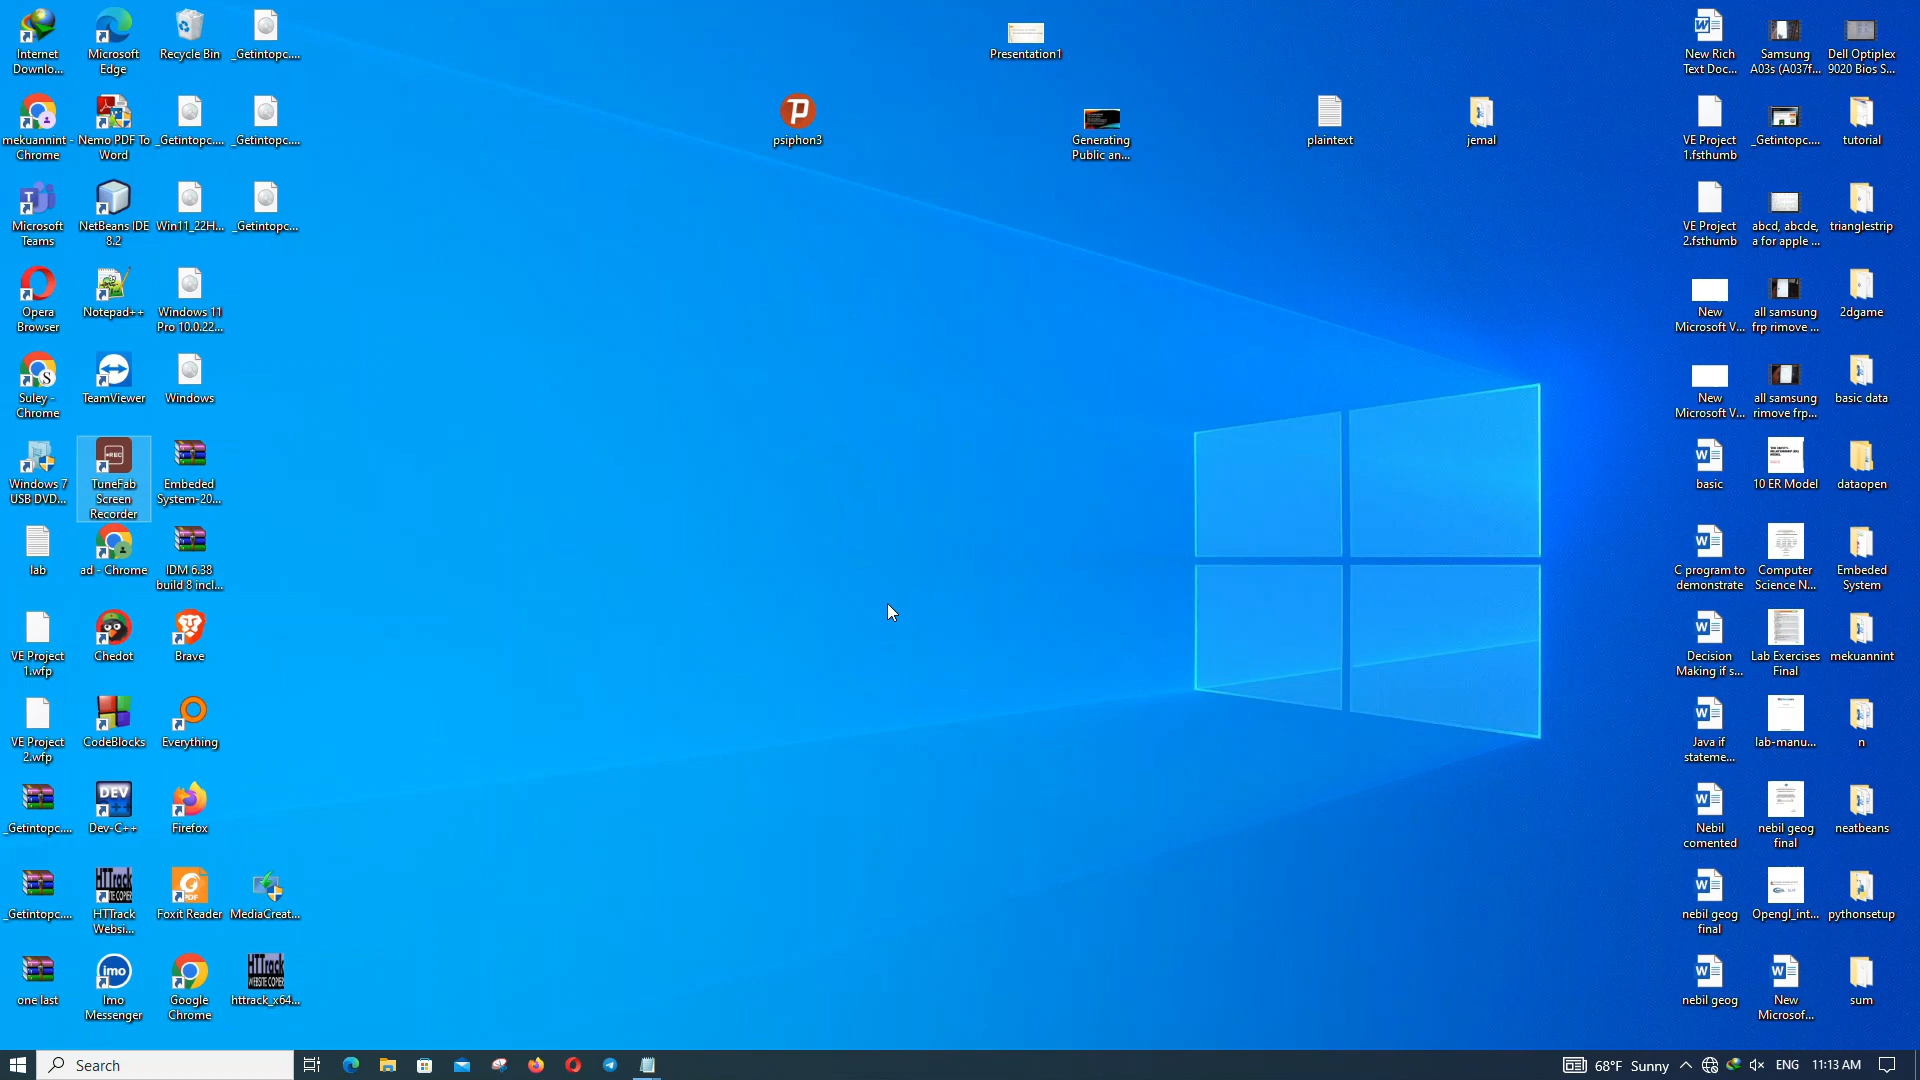 Internet
Downlo...
Microsoft
Edge
Recycle Bin
_Getintopc....
Presentation1
New Rich
Text Doc...
Samsung
A03s (A037f...
Dell Optiplex
9020 Bios S...
mekuannint -
Chrome
Nemo PDF To
Word
_Getintopc....
_Getintopc....
psiphon3
Generating
Public an...
plaintext
jemal
VE Project
1.fsthumb
_Getintopc....
tutorial
Microsoft
Teams
NetBeans IDE
8.2
Win11_22H...
_Getintopc...
VE Project
2.fsthumb
abcd, abcde,
a for apple ...
trianglestrip
Opera
Browser
Notepad++
Windows 11
Pro 10.0.22...
New
Microsoft V...
all samsung
frp rimove ...
2dgame
Suley -
Chrome
TeamViewer
Windows
New
Microsoft V...
all samsung
rimove frp...
basic data
Windows 7
USB DVD...
REC
TuneFab
Screen
Recorder
Embeded
System-20...
basic
10 ER Model
dataopen
lab
ad - Chrome
IDM 6.38
build 8 incl...
C program to
demonstrate
Computer
Science N...
Embeded
System
VE Project
1.wfp
Chedot
Brave
Decision
Making if s...
Lab Exercises
Final
mekuannint
VE Project
2.wfp
CodeBlocks
Everything
Java if
stateme...
lab-manu...
n
_Getintopc....
DEV
Dev-C++
Firefox
Nebil
comented
nebil geog
final
neatbeans
_Getintopc....
HTTrack
Websi...
Foxit Reader
MediaCreat...
nebil geog
final
Opengl_int...
pythonsetup
one last
imo
Imo
Messenger
Google
Chrome
HTTrack
WEBSITE COPIER
httrack_x64...
nebil geog
New
Microsof...
sum
Search
68°F Sunny
ENG
11:13 AM